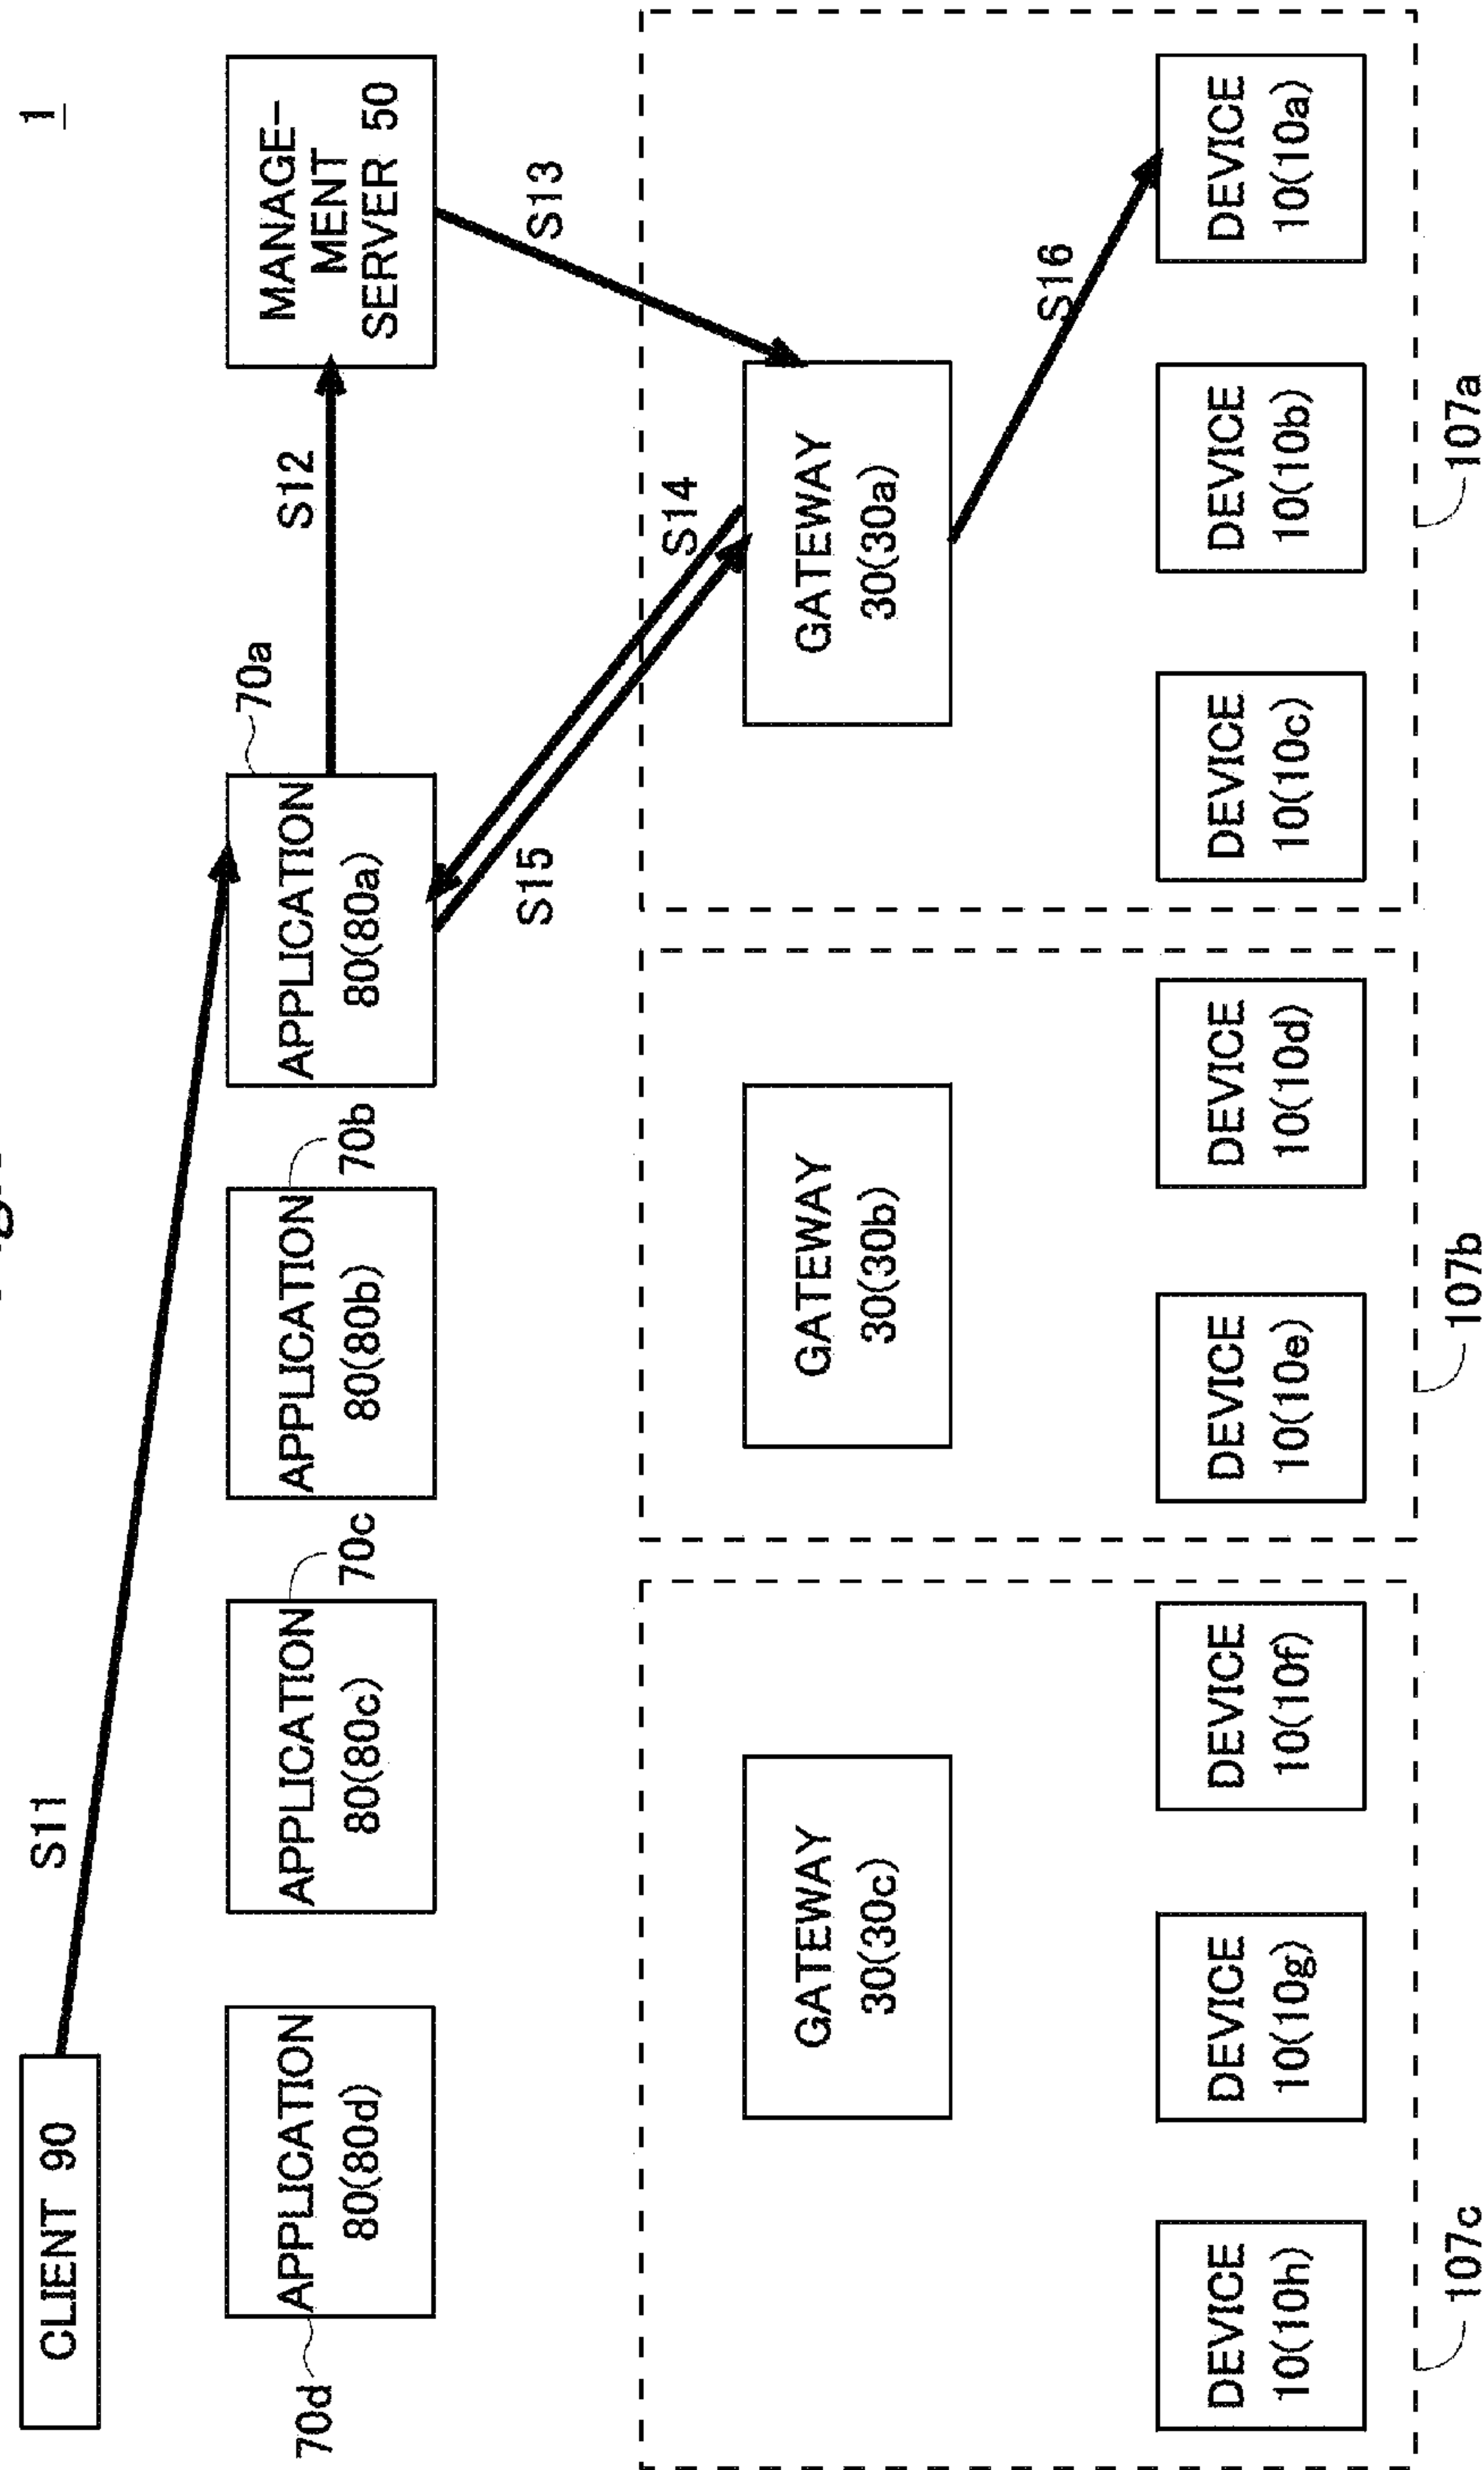 1
CLIENT 90
S11
APPLICATION
80(80d)
70d
APPLICATION
80(80c)
70c
APPLICATION
80(80b)
70b
APPLICATION
80(80a)
70a
S12
MANAGE-
MENT
SERVER 50
S13
S14
S15
GATEWAY
30(30c)
GATEWAY
30(30b)
GATEWAY
30(30a)
S16
DEVICE
10(10h)
DEVICE
10(10g)
DEVICE
10(10f)
DEVICE
10(10e)
DEVICE
10(10d)
DEVICE
10(10c)
DEVICE
10(10b)
DEVICE
10(10a)
107c
107b
107a